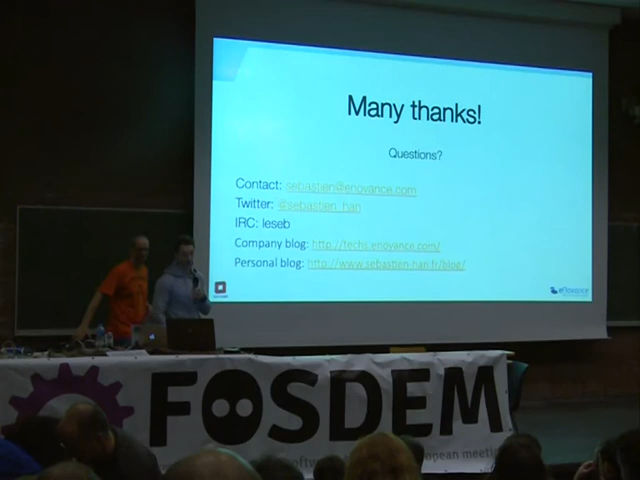 Many thanks!
Questions?
Contact: sebastien@enovance.com
Twitter: @sebastien_han
IRC: leseb
Company blog: http://techs.enovance.com/
Personal blog: http://www.sebastien-han.fr/blog/
eNovance
FOSDEM